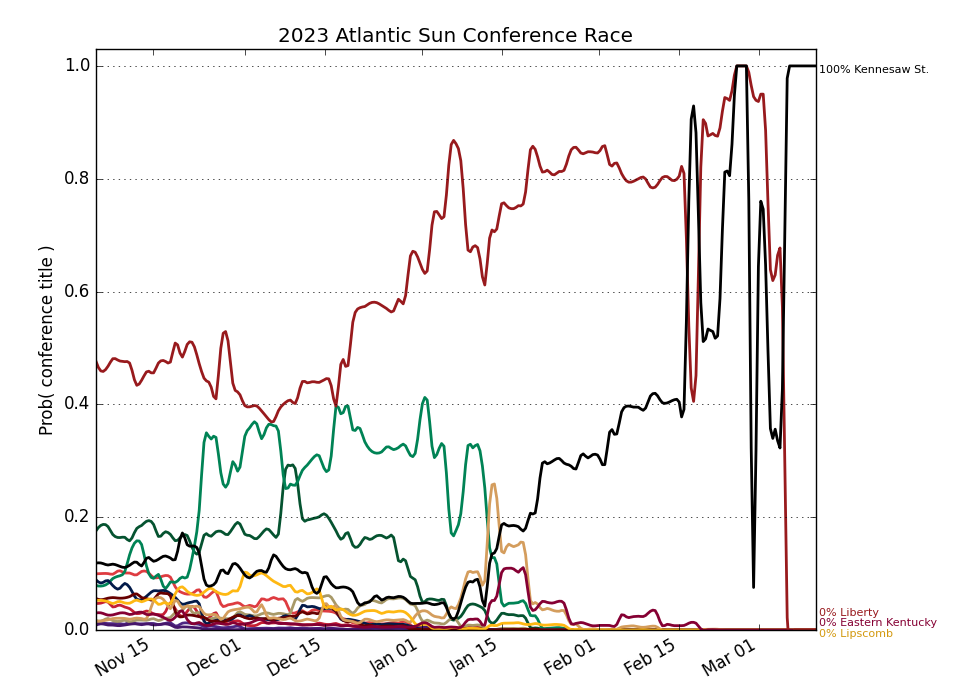 2023 Atlantic Sun Conference Race
Prob( conference title )
1.0
0.8
0.6
0.4
0.2
0.0
Nov 15
Dec 01
Dec 15
Jan 01
Jan 15
Feb 01
Feb 15
Mar 01
100% Kennesaw St.
0% Liberty
0% Eastern Kentucky
0% Lipscomb